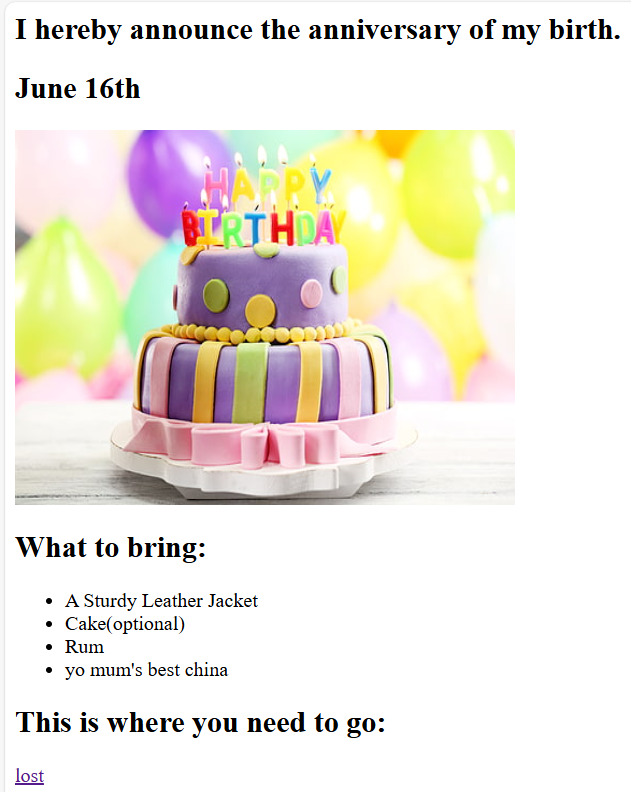 I hereby announce the anniversary of my birth.
June 16th
HAPPY
BIRTHDAY
What to bring:
A Sturdy Leather Jacket
Cake(optional)
Rum
yo mum's best china
This is where you need to go:
lost